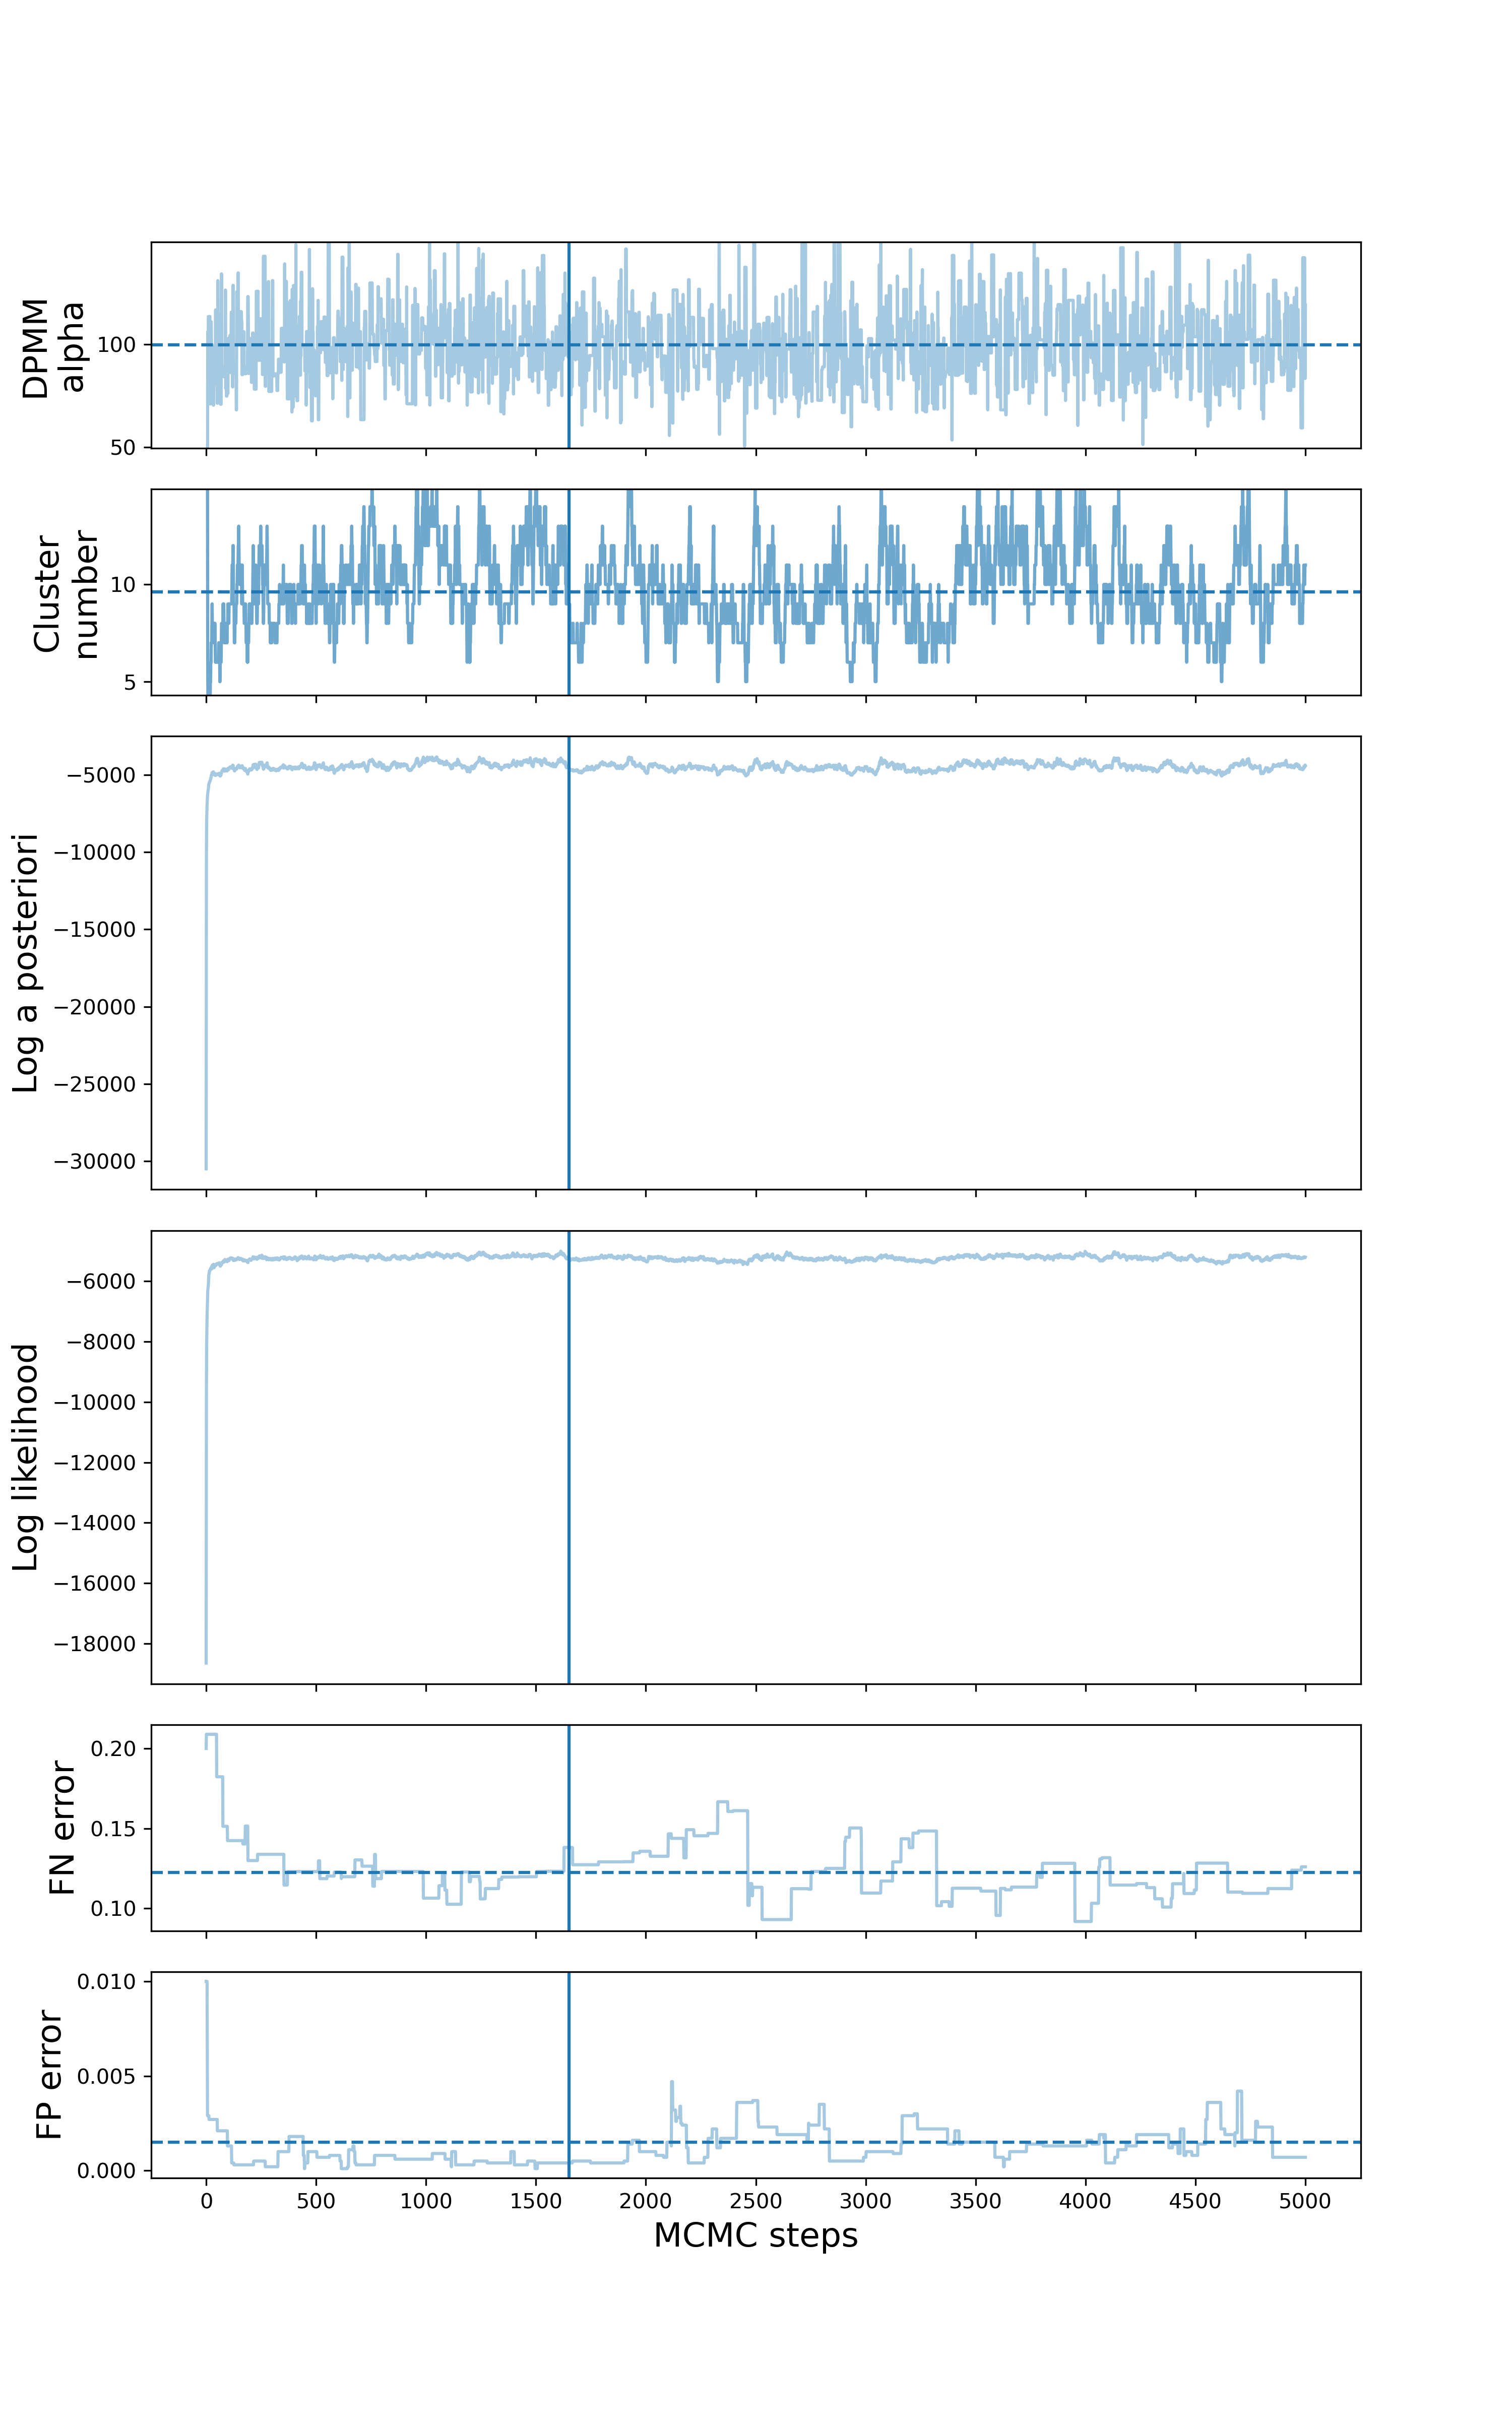 DPMM
alpha
100
50
Cluster
number
10
5
Log a posteriori
−5000
−10000
−15000
−20000
−25000
−30000
Log likelihood
−6000
−8000
−10000
−12000
−14000
−16000
−18000
FN error
0.20
0.15
0.10
FP error
0.010
0.005
0.000
0 500 1000 1500 2000 2500 3000 3500 4000 4500 5000
MCMC steps